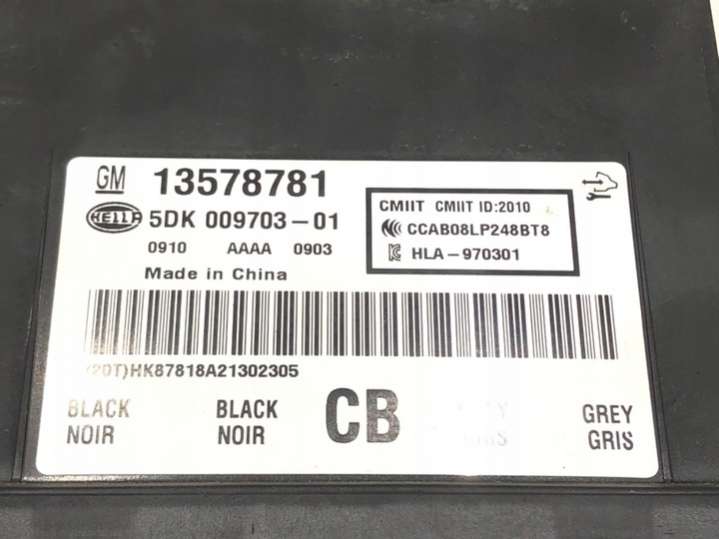 GM 13578781
HELLA 5DK 009703-01
0910 AAAA 0903
Made in China
CMIIT CMIIT ID:2010
CCAB08LP248BT8
HLA-970301
(20T)HK87818A21302305
BLACK BLACK CB GREY
NOIR NOIR GRIS GRIS